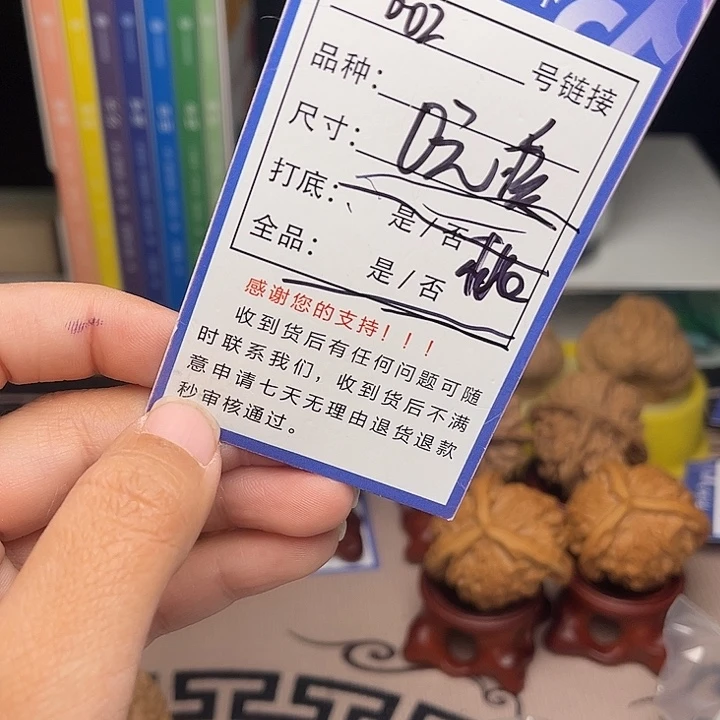 002 号链接
品种：
尺寸：
打底： 是/否
全品： 是/否
感谢您的支持！！！
收到货后有任何问题可随
时联系我们，收到货后不满
意申请七天无理由退货退款
秒审核通过。